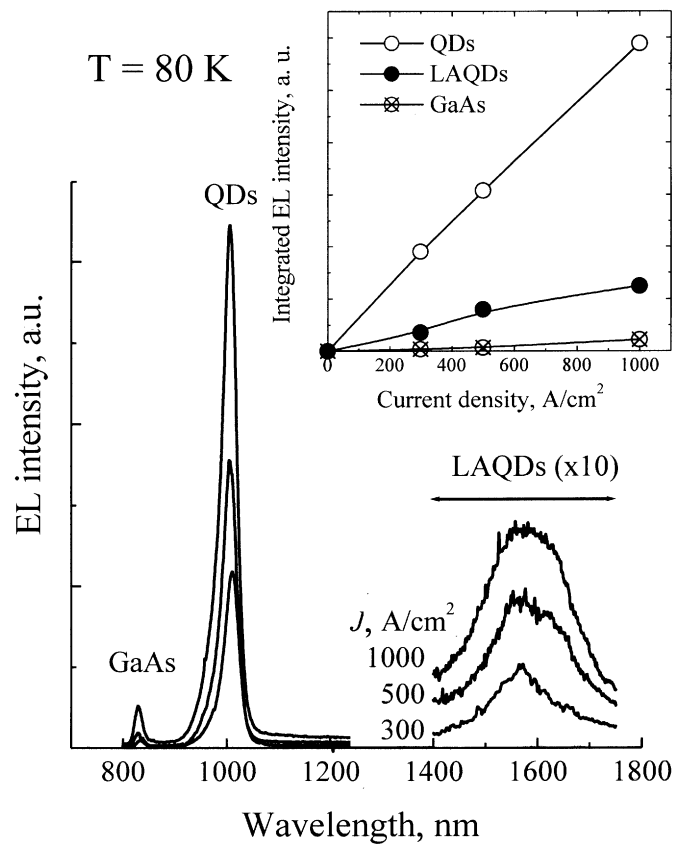 T = 80 K
QDs
LAQDs
GaAs
Integrated EL intensity, a. u.
0 200 400 600 800 1000
Current density, A/cm²
QDs
EL intensity, a.u.
GaAs
LAQDs (x10)
J, A/cm²
1000
500
300
800 1000 1200 1400 1600 1800
Wavelength, nm